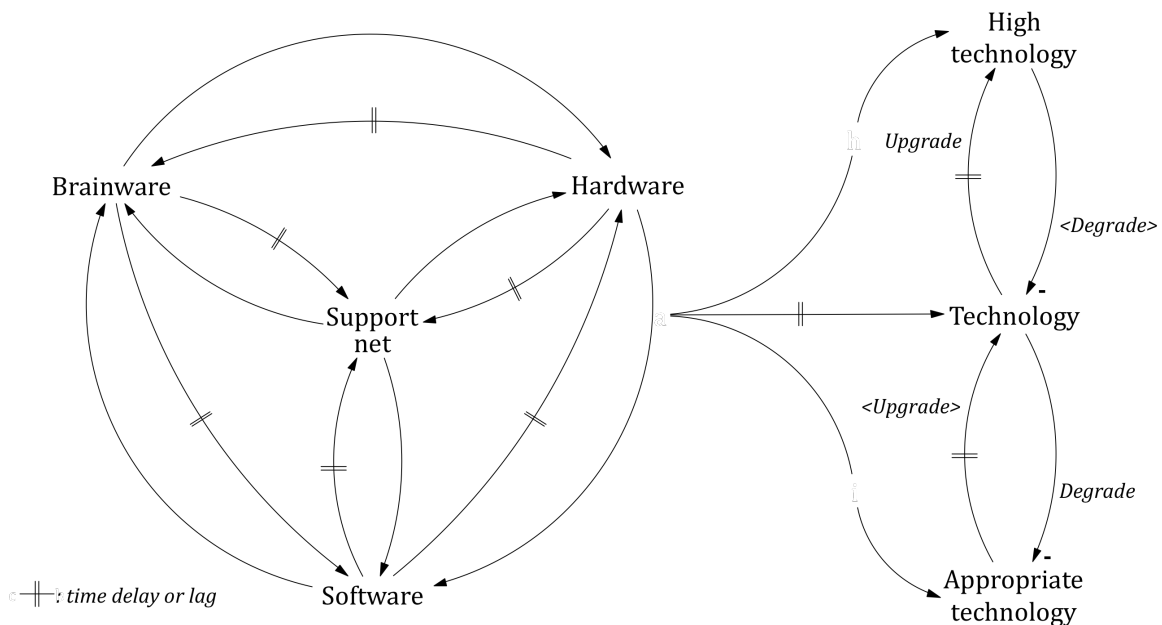 High
technology
Upgrade
Brainware
Hardware
<Degrade>
Support
net
-
Technology
<Upgrade>
Degrade
-
Appropriate
technology
Software
: time delay or lag
h
a
i
c